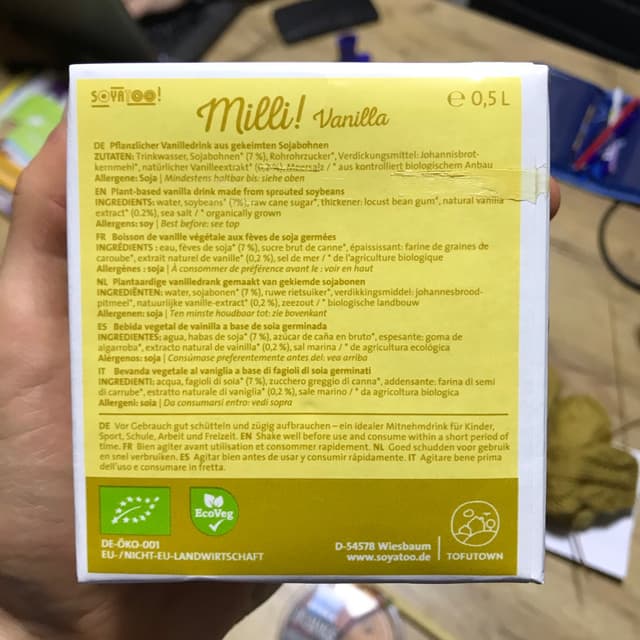 SOYATOO!
Milli! Vanilla
℮ 0,5 L
DE Pflanzlicher Vanilledrink aus gekeimten Sojabohnen
ZUTATEN: Trinkwasser, Sojabohnen* (7 %), Rohrohrzucker*, Verdickungsmittel: Johannisbrot-
kernmehl*, natürlicher Vanilleextrakt* (0,2%), Meersalz / * aus kontrolliert biologischem Anbau
Allergene: Soja | Mindestens haltbar bis: siehe oben
EN Plant-based vanilla drink made from sprouted soybeans
INGREDIENTS: water, soybeans* (7%), raw cane sugar*, thickener: locust bean gum*, natural vanilla
extract* (0.2%), sea salt / * organically grown
Allergens: soy | Best before: see top
FR Boisson de vanille végétale aux fèves de soja germées
INGRÉDIENTS : eau, fèves de soja* (7 %), sucre brut de canne*, épaississant: farine de graines de
caroube*, extrait naturel de vanille* (0,2 %), sel de mer / * de l'agriculture biologique
Allergènes : soja | À consommer de préférence avant le : voir en haut
NL Plantaardige vanilledrank gemaakt van gekiemde sojabonen
INGREDIËNTEN: water, sojabonen* (7 %), ruwe rietsuiker*, verdikkingsmiddel: johannesbrood-
pitmeel*, natuurlijke vanille-extract* (0,2 %), zeezout / * biologische landbouw
Allergenen: soja | Ten minste houdbaar tot: zie bovenkant
ES Bebida vegetal de vainilla a base de soia germinada
INGREDIENTES: agua, habas de soja* (7 %), azúcar de caña en bruto*, espesante: goma de
algarroba*, extracto natural de vainilla* (0,2 %), sal marina / * de agricultura ecológica
Alérgenos: soja | Consúmase preferentemente antes del: vea arriba
IT Bevanda vegetale al vaniglia a base di fagioli di soia germinati
INGREDIENTI: acqua, fagioli di soia* (7 %), zucchero greggio di canna*, addensante: farina di semi
di carrube*, estratto naturale di vaniglia* (0,2 %), sale marino / * da agricoltura biologica
Allergeni: soia | Da consumarsi entro: vedi sopra
DE Vor Gebrauch gut schütteln und zügig aufbrauchen – ein idealer Mitnehmdrink für Kinder,
Sport, Schule, Arbeit und Freizeit. EN Shake well before use and consume within a short period of
time. FR Bien agiter avant utilisation et consommer rapidement. NL Goed schudden voor gebruik
en snel verbruiken. ES Agitar bien antes de usar y consumir rápidamente. IT Agitare bene prima
dell'uso e consumare in fretta.
EcoVeg
DE-ÖKO-001
EU- / NICHT-EU-LANDWIRTSCHAFT
D-54578 Wiesbaum
www.soyatoo.de
TOFUTOWN